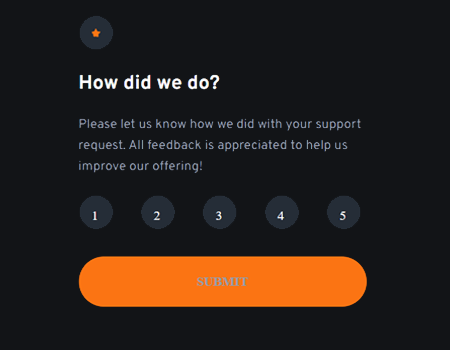 How did we do?
Please let us know how we did with your support
request. All feedback is appreciated to help us
improve our offering!
1 2 3 4 5
SUBMIT